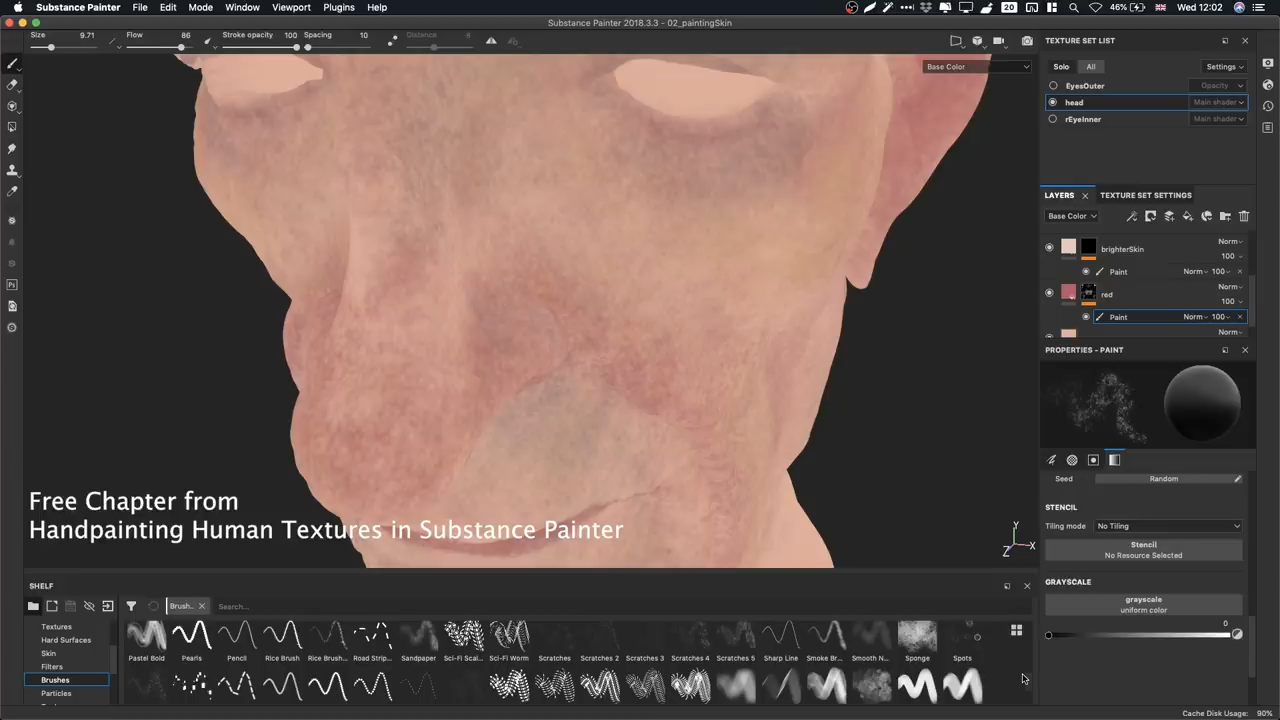 Substance Painter File Edit Mode Window Viewport Plugins Help 20 46% Wed 12:02
Substance Painter 2018.3.3 - 02_paintingSkin
Size 9.71 Flow 86 Stroke opacity 100 Spacing 10 Distance 8
Base Color
TEXTURE SET LIST
Solo All Settings
EyesOuter Opacity
head Main shader
rEyeInner Main shader
LAYERS TEXTURE SET SETTINGS
Base Color
brighterSkin Norm 100
Paint Norm 100
red Norm 100
Paint Norm 100
Norm
PROPERTIES - PAINT
Seed Random
STENCIL
Tiling mode No Tiling
Stencil
No Resource Selected
GRAYSCALE
grayscale
uniform color
0
Free Chapter from
Handpainting Human Textures in Substance Painter
Y
Z X
SHELF
Brush.. Search...
Textures
Hard Surfaces
Skin
Filters
Brushes
Particles
Pastel Bold Pearls Pencil Rice Brush Rice Brush... Road Strip... Sandpaper Sci-Fi Scal... Sci-Fi Worm Scratches Scratches 2 Scratches 3 Scratches 4 Scratches 5 Sharp Line Smoke Br... Smooth N... Sponge Spots
Cache Disk Usage: 90%